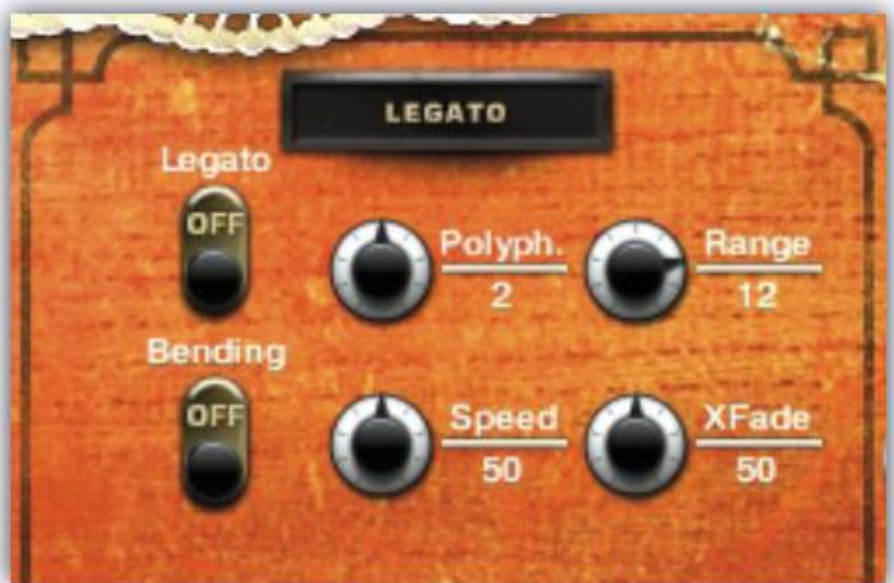 LEGATO
Legato
OFF
Polyph.
2
Range
12
Bending
OFF
Speed
50
XFade
50